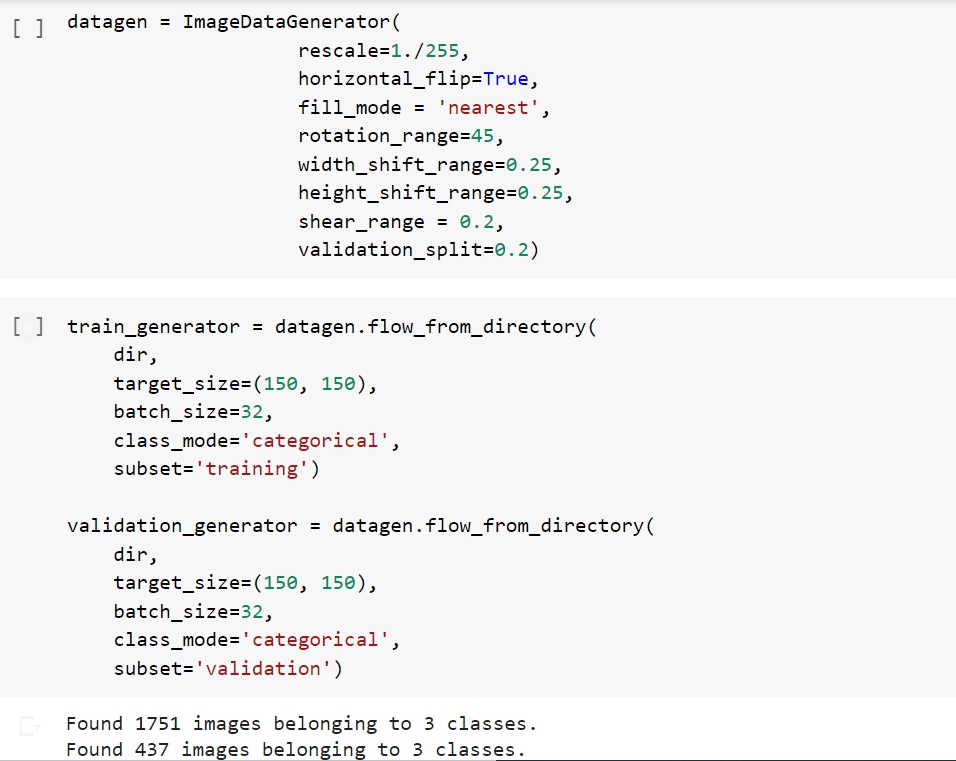 [ ] datagen = ImageDataGenerator(
rescale=1./255,
horizontal_flip=True,
fill_mode = 'nearest',
rotation_range=45,
width_shift_range=0.25,
height_shift_range=0.25,
shear_range = 0.2,
validation_split=0.2)
[ ] train_generator = datagen.flow_from_directory(
dir,
target_size=(150, 150),
batch_size=32,
class_mode='categorical',
subset='training')
validation_generator = datagen.flow_from_directory(
dir,
target_size=(150, 150),
batch_size=32,
class_mode='categorical',
subset='validation')
Found 1751 images belonging to 3 classes.
Found 437 images belonging to 3 classes.